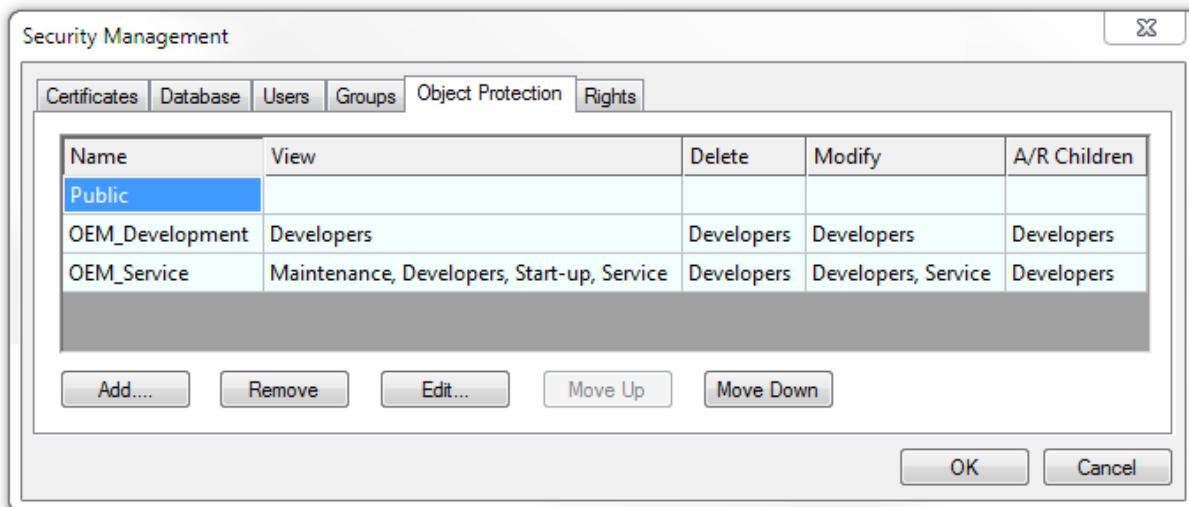 Security Management
Certificates Database Users Groups Object Protection Rights
Name View Delete Modify A/R Children
Public
OEM_Development Developers Developers Developers Developers
OEM_Service Maintenance, Developers, Start-up, Service Developers Developers, Service Developers
Add.... Remove Edit... Move Up Move Down
OK Cancel